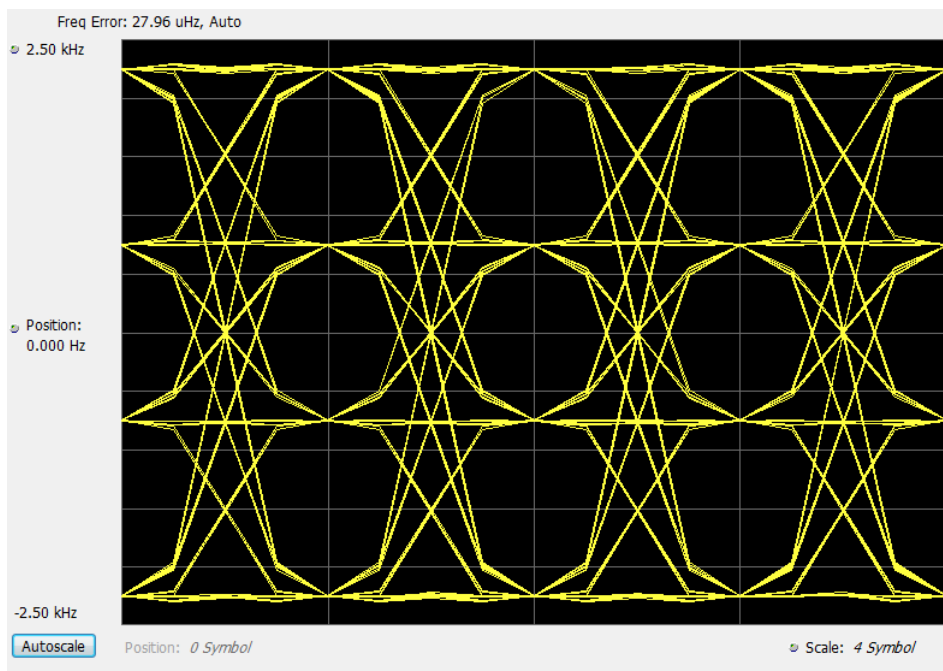 Freq Error: 27.96 uHz, Auto
2.50 kHz
Position:
0.000 Hz
-2.50 kHz
Autoscale
Position: 0 Symbol
Scale: 4 Symbol